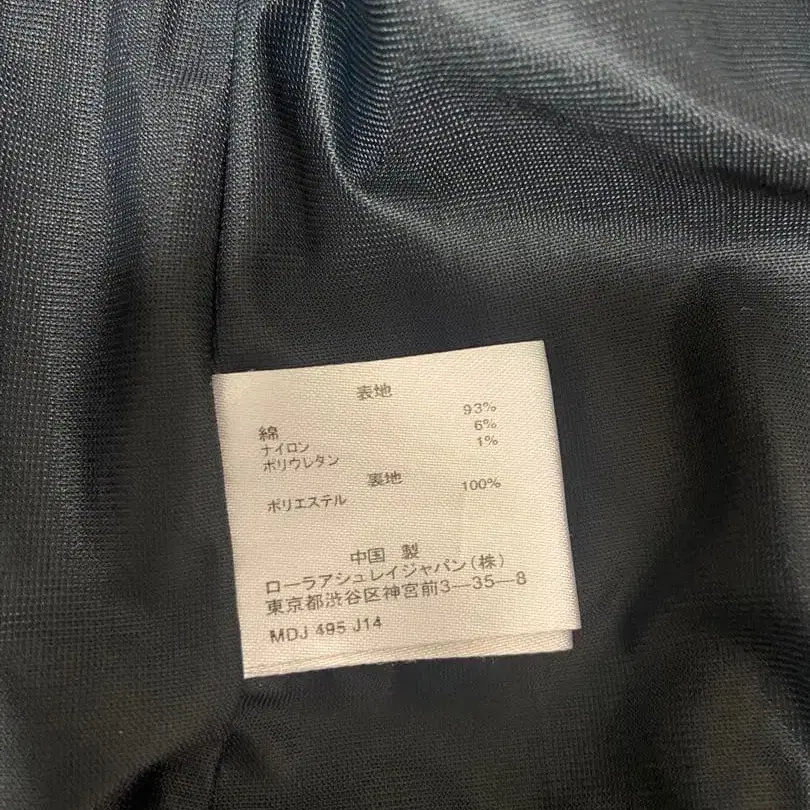 表地
綿 93%
ナイロン 6%
ポリウレタン 1%
裏地
ポリエステル 100%
中国 製
ローラアシュレイジャパン(株)
東京都渋谷区神宮前3—35—8
MDJ 495 J14